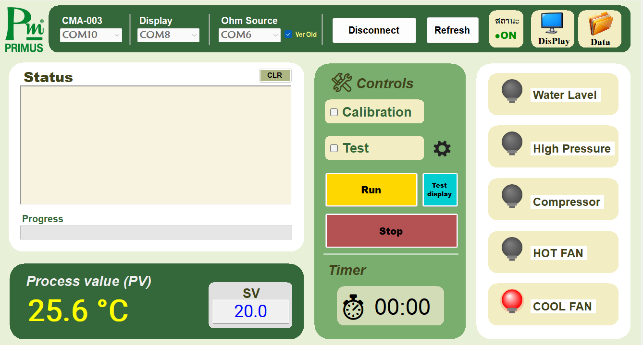 Pm
PRIMUS
CMA-003
COM10
Display
COM8
Ohm Source
COM6
Ver Old
Disconnect
Refresh
สถานะ
●ON
DisPlay
Data
Status
CLR
Progress
Process value (PV)
25.6 °C
SV
20.0
Controls
Calibration
Test
Run
Test
display
Stop
Timer
00:00
Water Lavel
High Pressure
Compressor
HOT FAN
COOL FAN